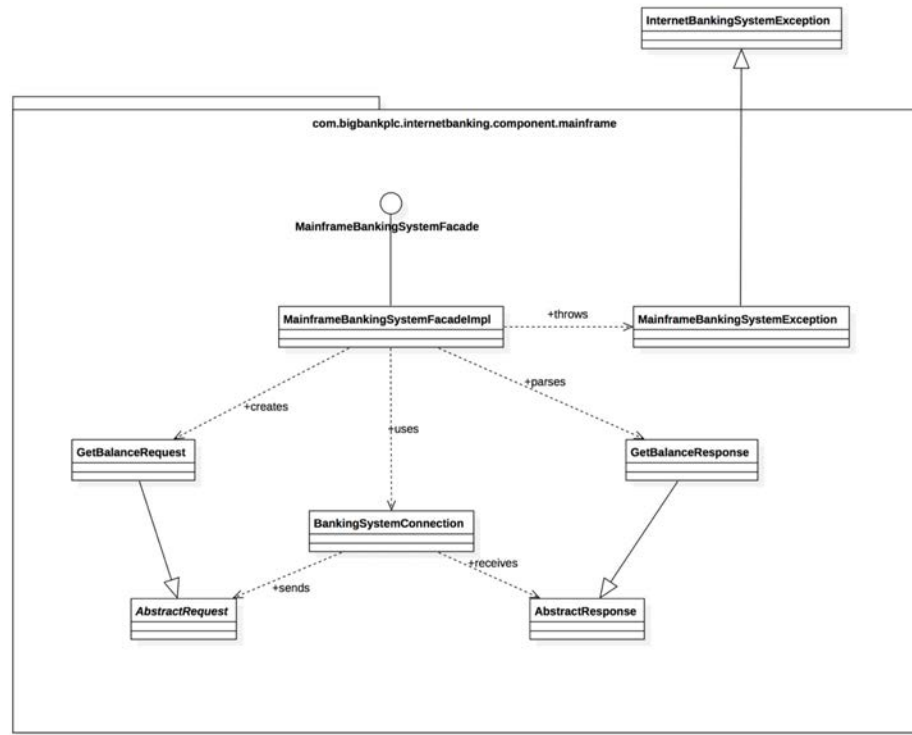 InternetBankingSystemException
com.bigbankplc.internetbanking.component.mainframe
MainframeBankingSystemFacade
MainframeBankingSystemFacadeImpl
+throws
MainframeBankingSystemException
+creates
+uses
+parses
GetBalanceRequest
GetBalanceResponse
BankingSystemConnection
+sends
+receives
AbstractRequest
AbstractResponse